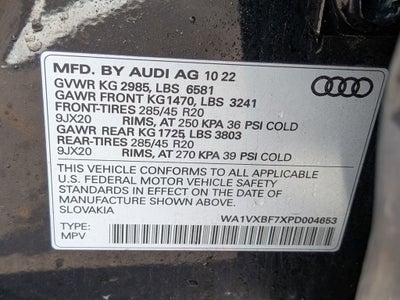 MFD. BY AUDI AG 10 22
GVWR KG 2985, LBS 6581
GAWR FRONT KG1470, LBS 3241
FRONT-TIRES 285/45 R20
9JX20 RIMS, AT 250 KPA 36 PSI COLD
GAWR REAR KG1725 LBS 3803
REAR-TIRES 285/45 R20
9JX20 RIMS, AT 270 KPA 39 PSI COLD
THIS VEHICLE CONFORMS TO ALL APPLICABLE
U.S. FEDERAL MOTOR VEHICLE SAFETY
STANDARDS IN EFFECT ON THE DATE OF
MANUFACTURE SHOWN ABOVE
SLOVAKIA WA1VXBF7XPD004653
TYPE:
MPV